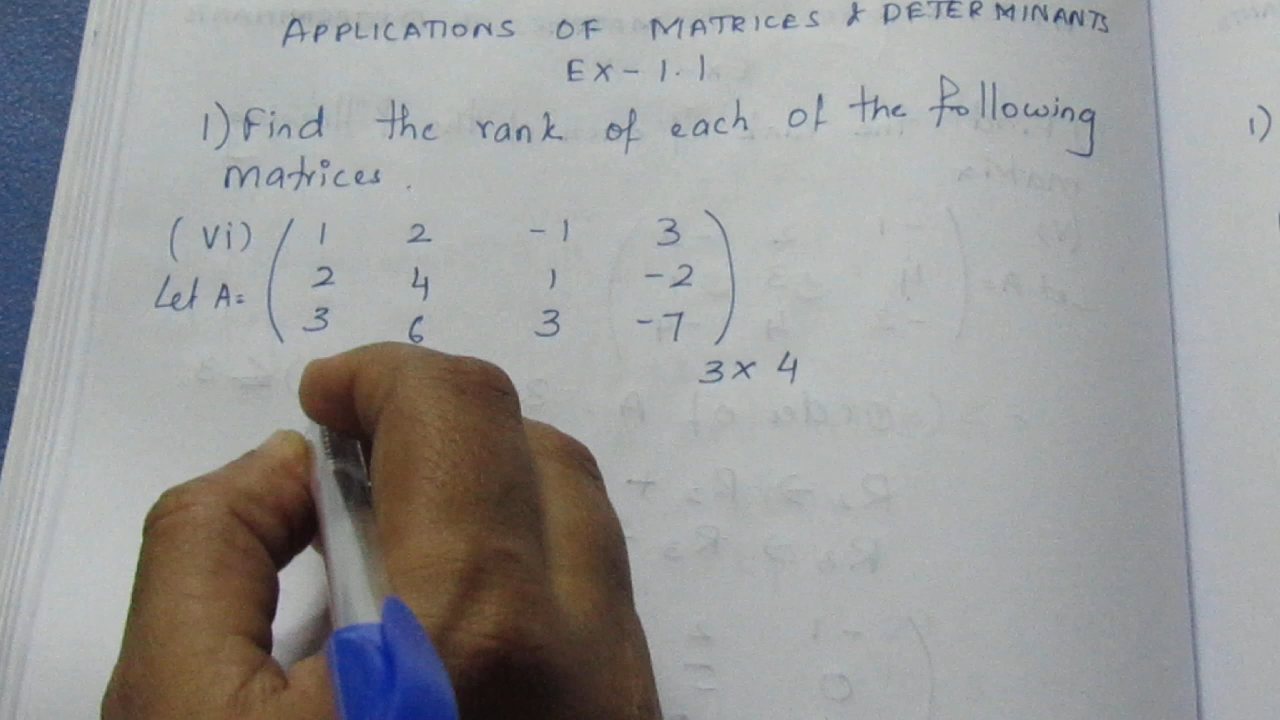 APPLICATIONS OF MATRICES & DETERMINANTS
EX - 1.1
1) Find the rank of each of the following
matrices.
(vi) 1 2 -1 3
Let A = 2 4 1 -2
3 6 3 -7
3 x 4
1)